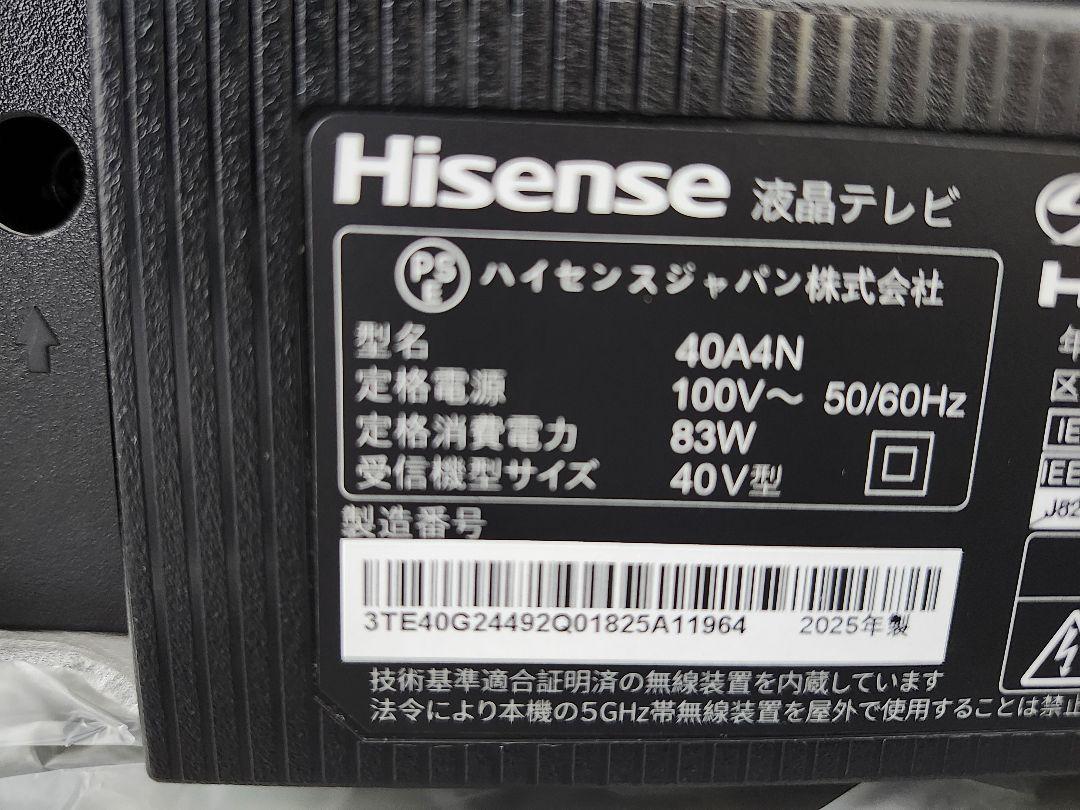 Hisense 液晶テレビ
PSE ハイセンスジャパン株式会社
型名 40A4N
定格電源 100V～ 50/60Hz
定格消費電力 83W
受信機型サイズ 40V型
製造番号
3TE40G24492Q01825A11964 2025年製
技術基準適合証明済の無線装置を内蔵しています
法令により本機の5GHz帯無線装置を屋外で使用することは禁止
H
年
区
IE
IEE
J82